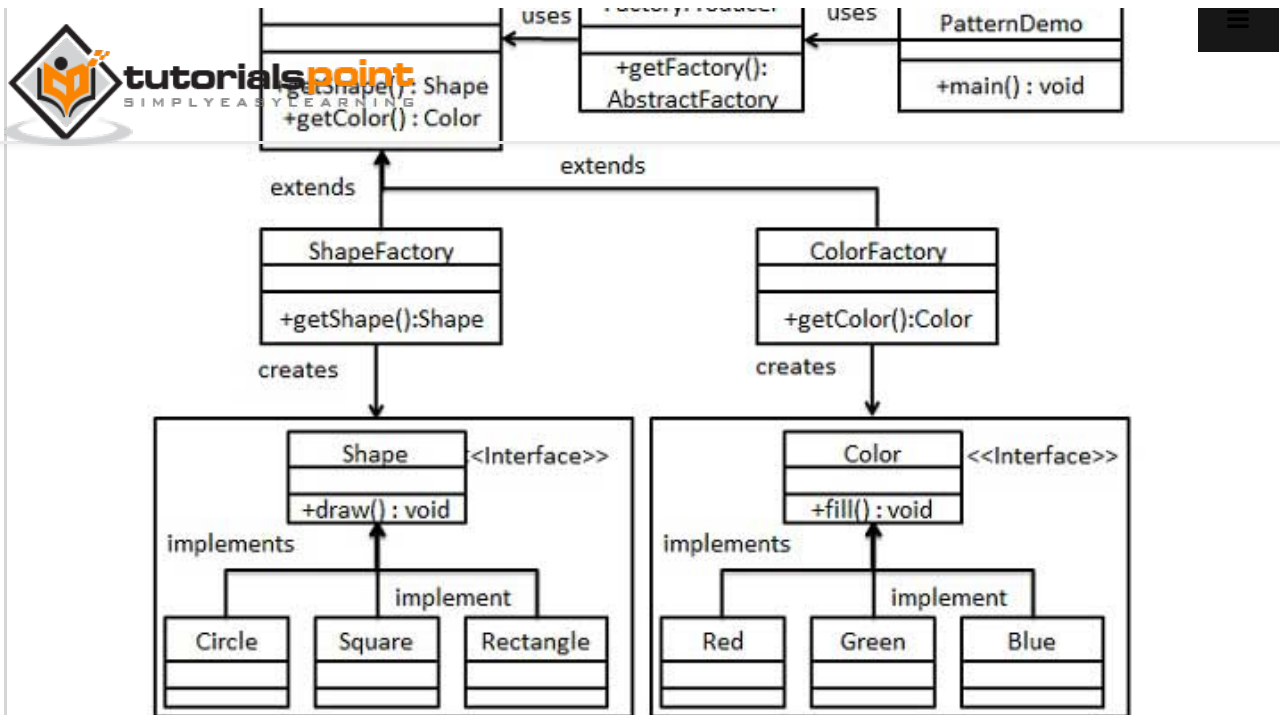 uses
uses
PatternDemo
tutorialspoint
SIMPLYEASYLEARNING
+getShape() : Shape
+getColor() : Color
+getFactory():
AbstractFactory
+main() : void
extends
extends
ShapeFactory
+getShape():Shape
ColorFactory
+getColor():Color
creates
creates
Shape
<<Interface>>
+draw() : void
Color
<<Interface>>
+fill() : void
implements
implement
implements
implement
Circle
Square
Rectangle
Red
Green
Blue